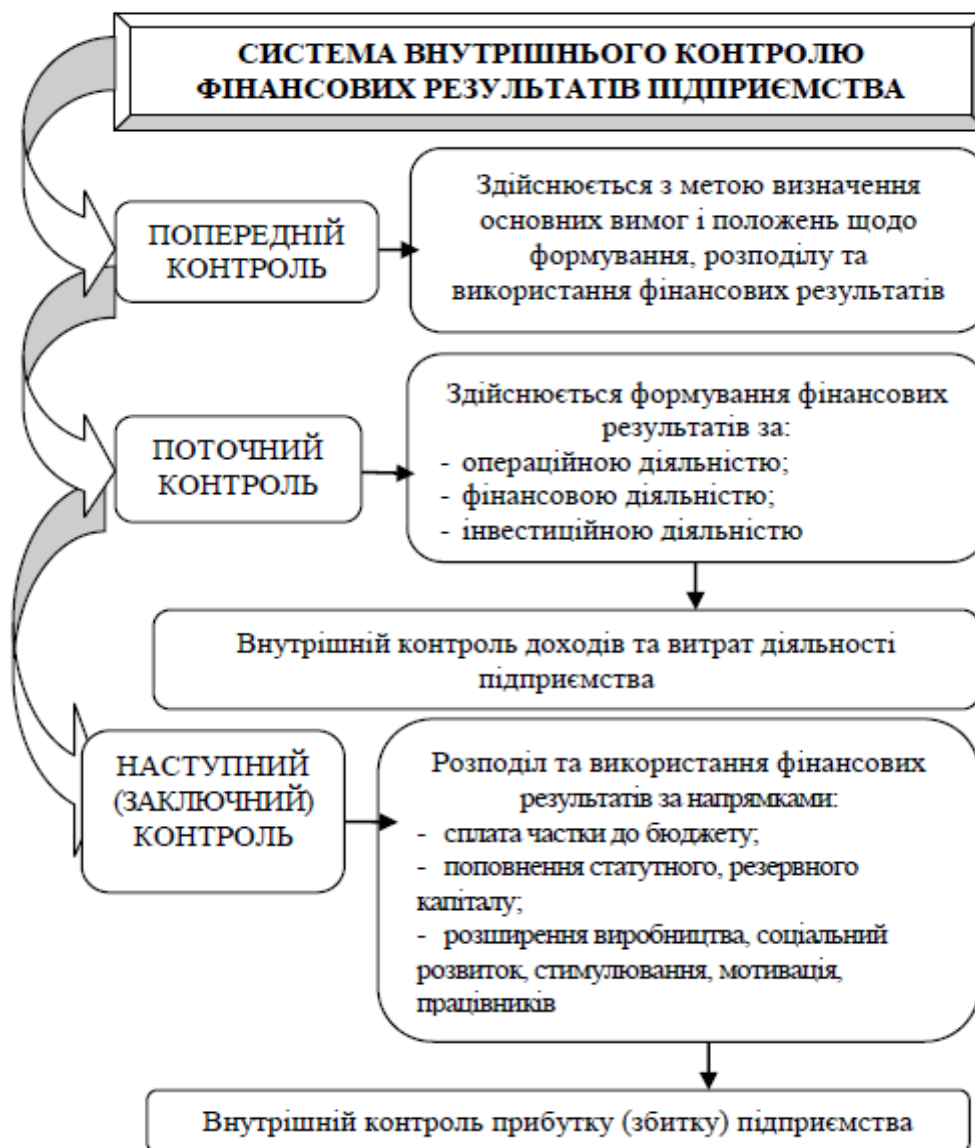 СИСТЕМА ВНУТРІШНЬОГО КОНТРОЛЮ
ФІНАНСОВИХ РЕЗУЛЬТАТІВ ПІДПРИЄМСТВА
ПОПЕРЕДНІЙ
КОНТРОЛЬ
Здійснюється з метою визначення
основних вимог і положень щодо
формування, розподілу та
використання фінансових результатів
ПОТОЧНИЙ
КОНТРОЛЬ
Здійснюється формування фінансових
результатів за:
- операційною діяльністю;
- фінансовою діяльністю;
- інвестиційною діяльністю
Внутрішній контроль доходів та витрат діяльності
підприємства
НАСТУПНИЙ
(ЗАКЛЮЧНИЙ)
КОНТРОЛЬ
Розподіл та використання фінансових
результатів за напрямками:
- сплата частки до бюджету;
- поповнення статутного, резервного
капіталу;
- розширення виробництва, соціальний
розвиток, стимулювання, мотивація,
працівників
Внутрішній контроль прибутку (збитку) підприємства